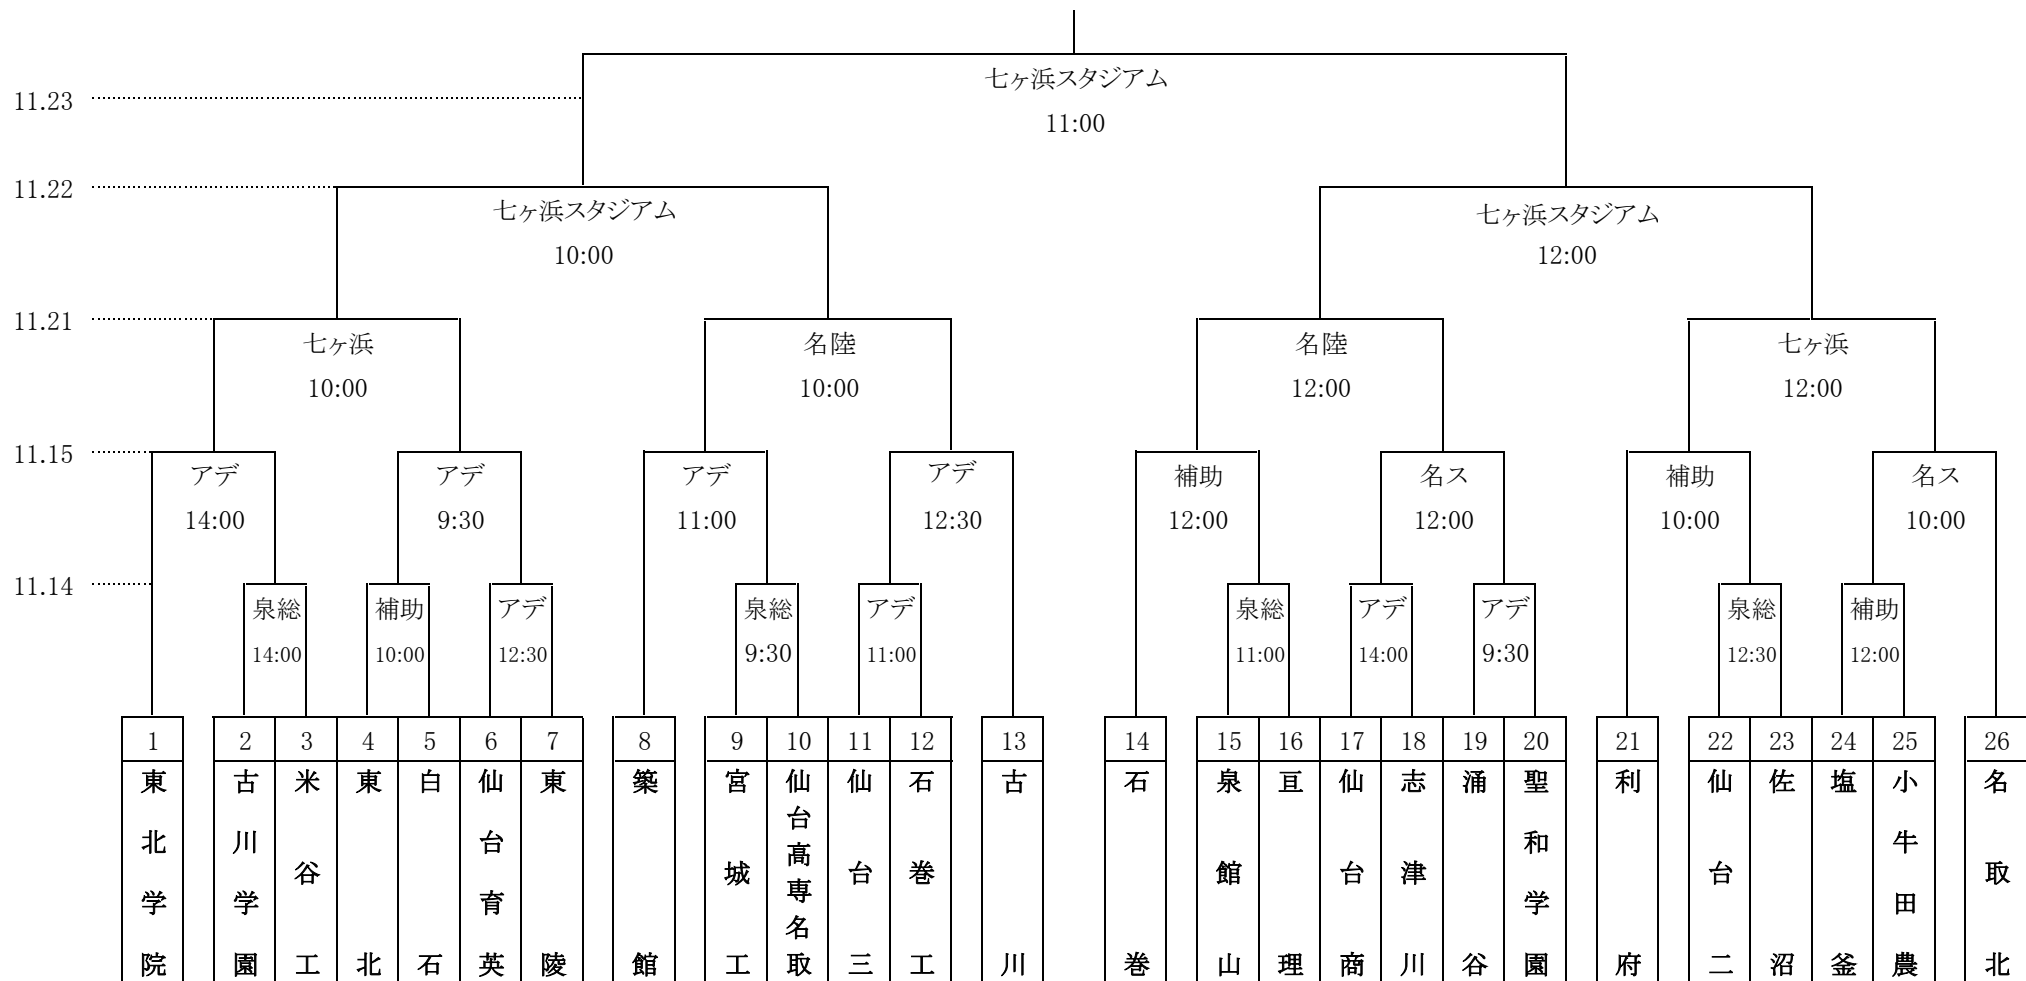 七ヶ浜スタジアム
11.23
11:00
11.22
七ヶ浜スタジアム 七ヶ浜スタジアム
10:00 12:00
11.21
七ヶ浜 名陸 名陸 七ヶ浜
10:00 10:00 12:00 12:00
11.15
アデ アデ アデ アデ 補助 名ス 補助 名ス
14:00 9:30 11:00 12:30 12:00 12:00 10:00 10:00
11.14
泉総 補助 アデ 泉総 アデ 泉総 アデ アデ 泉総 補助
14:00 10:00 12:30 9:30 11:00 11:00 14:00 9:30 12:30 12:00
1 2 3 4 5 6 7 8 9 10 11 12 13 14 15 16 17 18 19 20 21 22 23 24 25 26
東北学院
古川学園
米谷工
東北
白石
仙台育英
東陵
築館
宮城工
仙台高専名取
仙台三
石巻工
古川
石巻
泉館山
亘理
仙台商
志津川
涌谷
聖和学園
利府
仙台二
佐沼
塩釜
小牛田農
名取北